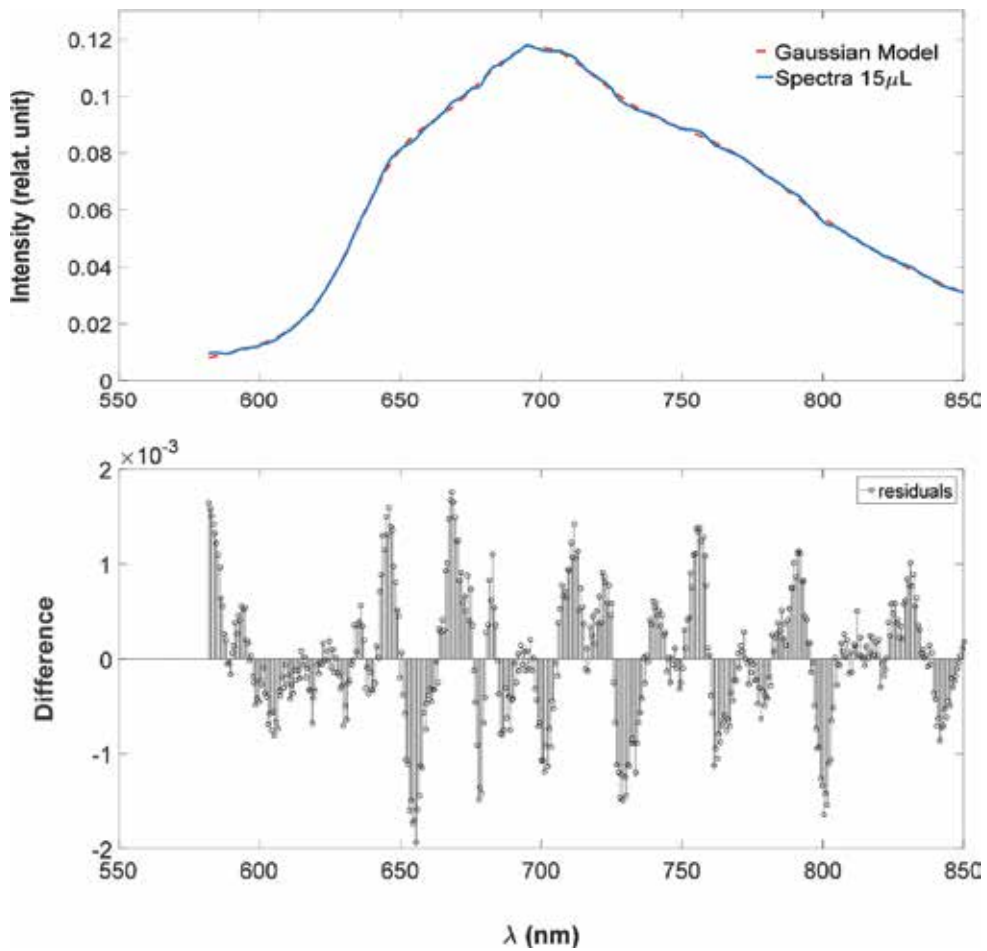 0.12
0.1
0.08
0.06
0.04
0.02
0
Intensity (relat. unit)
Gaussian Model
Spectra 15μL
550 600 650 700 750 800 850
×10⁻³
2
1
0
-1
-2
Difference
residuals
550 600 650 700 750 800 850
λ (nm)